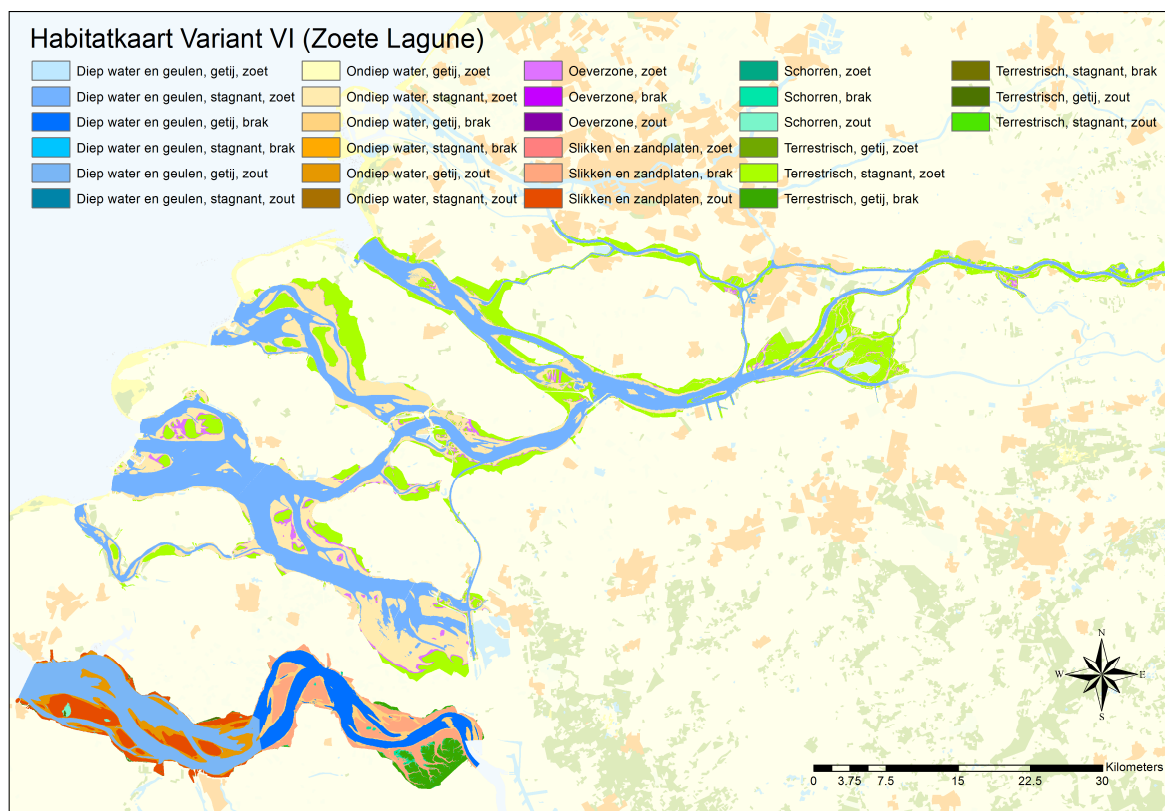 Habitatkaart Variant VI (Zoete Lagune)
Diep water en geulen, getij, zoet
Diep water en geulen, stagnant, zoet
Diep water en geulen, getij, brak
Diep water en geulen, stagnant, brak
Diep water en geulen, getij, zout
Diep water en geulen, stagnant, zout
Ondiep water, getij, zoet
Ondiep water, stagnant, zoet
Ondiep water, getij, brak
Ondiep water, stagnant, brak
Ondiep water, getij, zout
Ondiep water, stagnant, zout
Oeverzone, zoet
Oeverzone, brak
Oeverzone, zout
Slikken en zandplaten, zoet
Slikken en zandplaten, brak
Slikken en zandplaten, zout
Schorren, zoet
Schorren, brak
Schorren, zout
Terrestrisch, getij, zoet
Terrestrisch, stagnant, zoet
Terrestrisch, getij, brak
Terrestrisch, stagnant, brak
Terrestrisch, getij, zout
Terrestrisch, stagnant, zout
N
W E
S
Kilometers
0 3.75 7.5 15 22.5 30